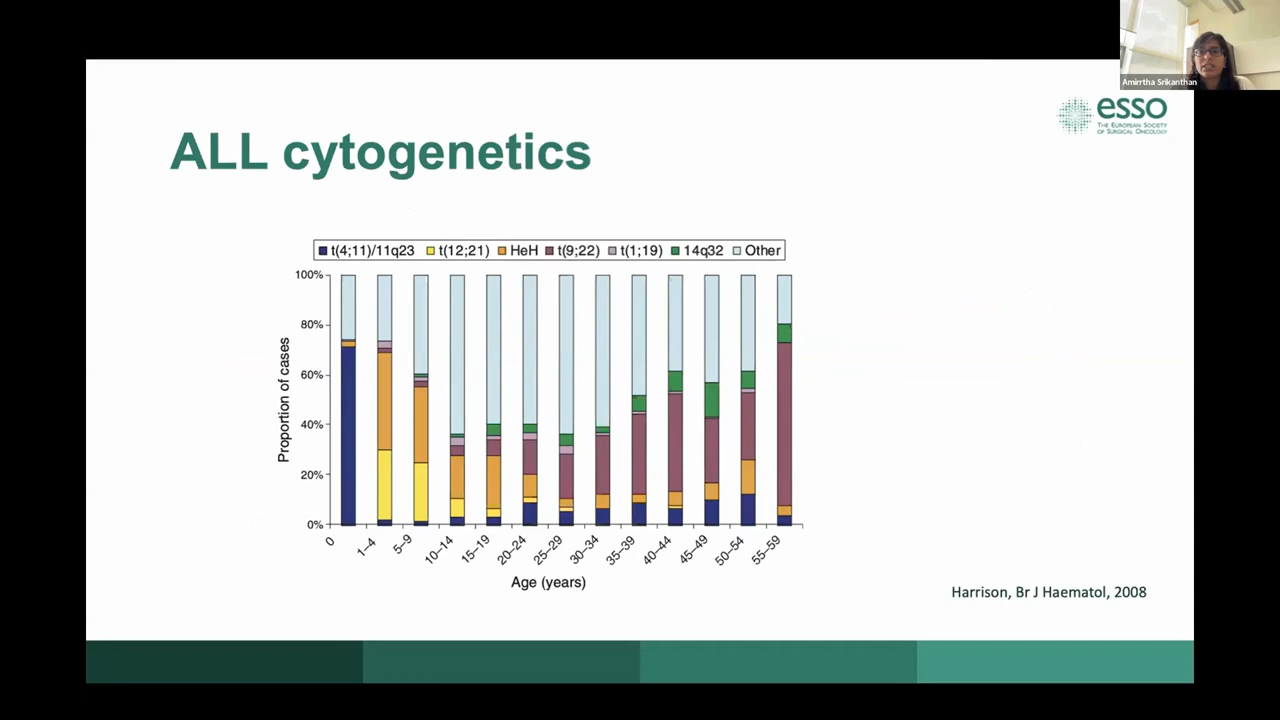 Amirrtha Srikanthan
esso
THE EUROPEAN SOCIETY
OF SURGICAL ONCOLOGY
ALL cytogenetics
t(4;11)/11q23 t(12;21) HeH t(9;22) t(1;19) 14q32 Other
100%
80%
60%
40%
20%
0%
Proportion of cases
0 1–4 5–9 10–14 15–19 20–24 25–29 30–34 35–39 40–44 45–49 50–54 55–59
Age (years)
Harrison, Br J Haematol, 2008